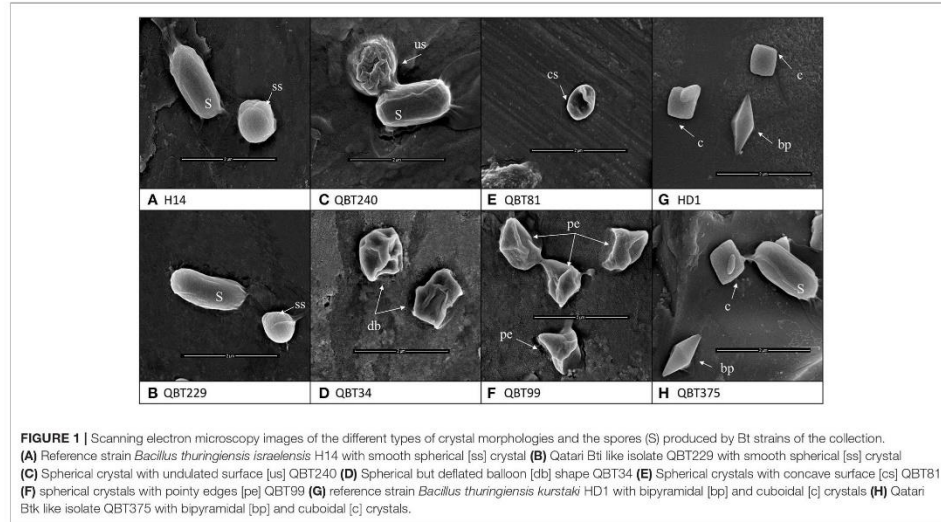 us
cs
c
ss
S
S
c
bp
A H14
C QBT240
E QBT81
G HD1
pe
S
ss
c
S
db
pe
bp
B QBT229
D QBT34
F QBT99
H QBT375
FIGURE 1 | Scanning electron microscopy images of the different types of crystal morphologies and the spores (S) produced by Bt strains of the collection.
(A) Reference strain Bacillus thuringiensis israelensis H14 with smooth spherical [ss] crystal (B) Qatari Bti like isolate QBT229 with smooth spherical [ss] crystal
(C) Spherical crystal with undulated surface [us] QBT240 (D) Spherical but deflated balloon [db] shape QBT34 (E) Spherical crystals with concave surface [cs] QBT81
(F) spherical crystals with pointy edges [pe] QBT99 (G) reference strain Bacillus thuringiensis kurstaki HD1 with bipyramidal [bp] and cuboidal [c] crystals (H) Qatari
Btk like isolate QBT375 with bipyramidal [bp] and cuboidal [c] crystals.